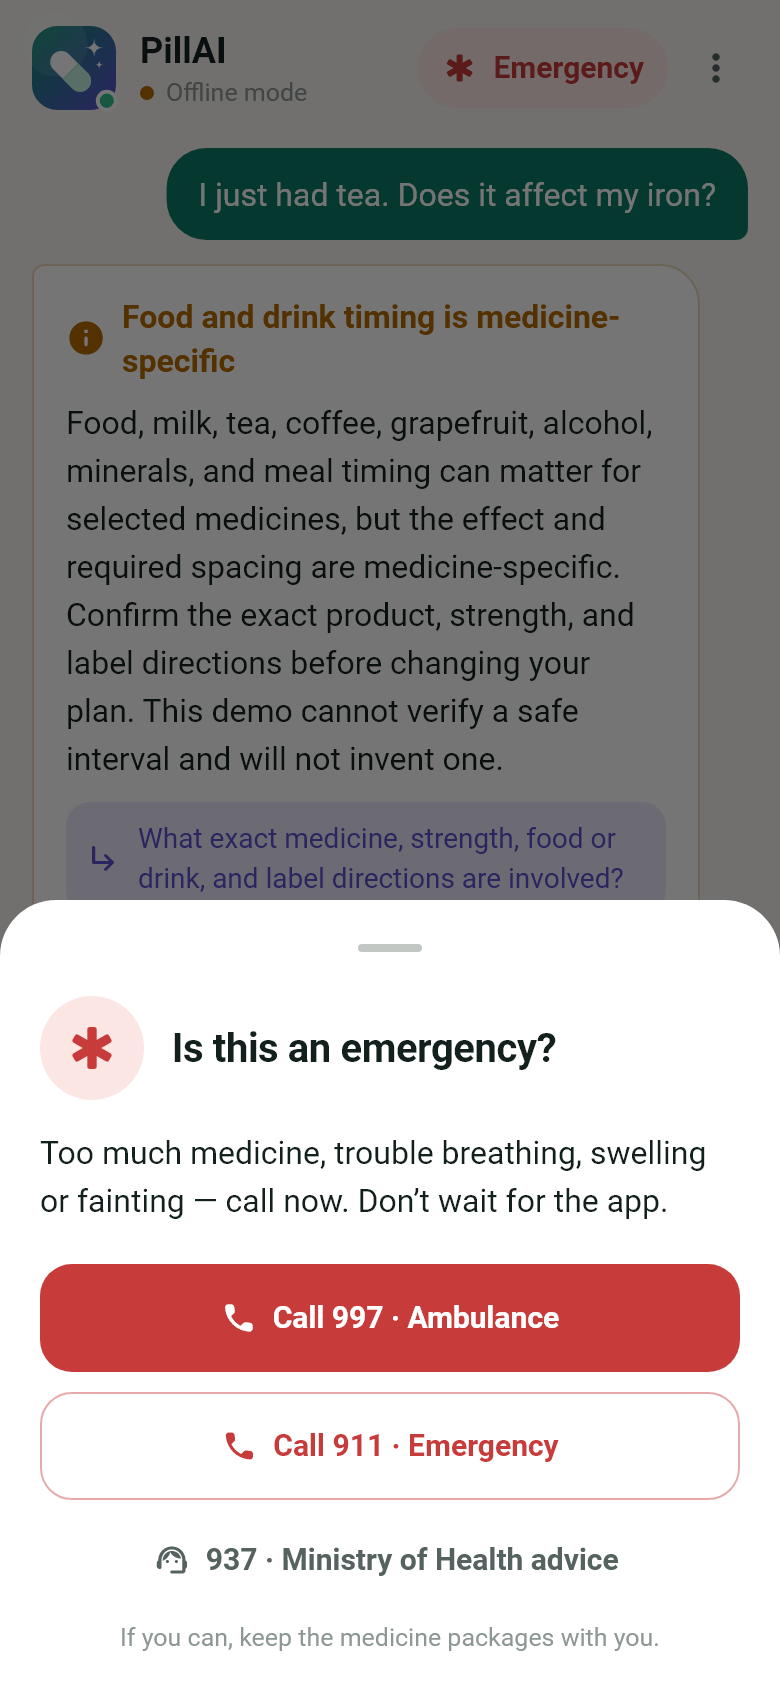 PillAI
Offline mode
Emergency
I just had tea. Does it affect my iron?
Food and drink timing is medicine-
specific
Food, milk, tea, coffee, grapefruit, alcohol,
minerals, and meal timing can matter for
selected medicines, but the effect and
required spacing are medicine-specific.
Confirm the exact product, strength, and
label directions before changing your
plan. This demo cannot verify a safe
interval and will not invent one.
What exact medicine, strength, food or
drink, and label directions are involved?
Is this an emergency?
Too much medicine, trouble breathing, swelling
or fainting — call now. Don’t wait for the app.
Call 997 · Ambulance
Call 911 · Emergency
937 · Ministry of Health advice
If you can, keep the medicine packages with you.